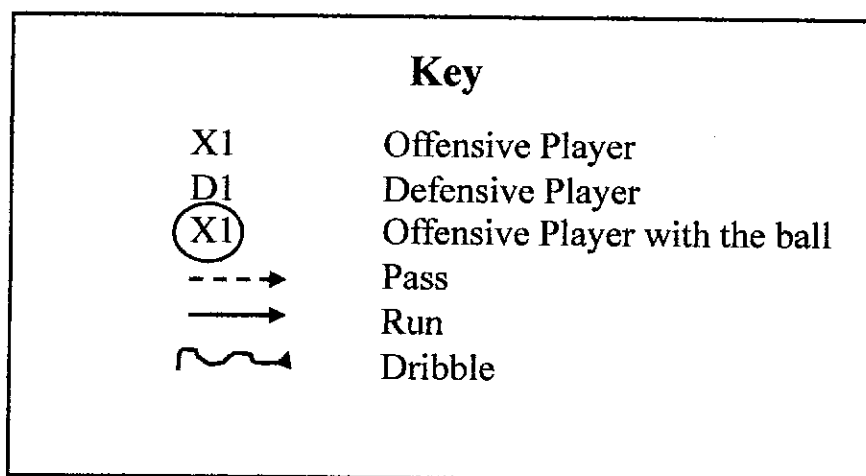 Key
X1 Offensive Player
D1 Defensive Player
X1 Offensive Player with the ball
Pass
Run
Dribble